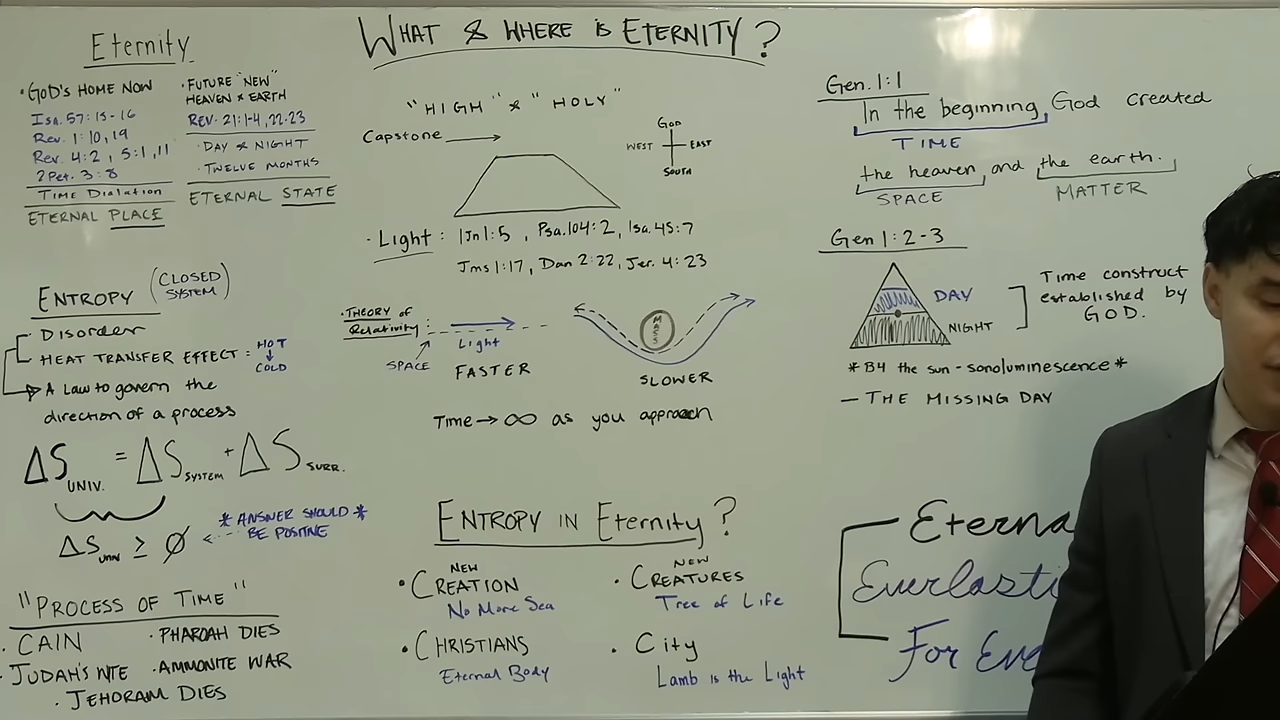 WHAT & WHERE IS ETERNITY?
Eternity
• GOD'S HOME NOW
Isa. 57:15-16
Rev. 1:10, 19
Rev. 4:2, 5:1, 11
2 Pet. 3:8
TIME DIALATION
ETERNAL PLACE
• FUTURE "NEW"
HEAVEN & EARTH
REV. 21:1-4, 22-23
• DAY & NIGHT
• TWELVE MONTHS
ETERNAL STATE
ENTROPY (CLOSED SYSTEM)
• Disorder
• HEAT TRANSFER EFFECT: HOT ↓ COLD
A LAW to govern the
direction of a process
ΔS UNIV. = ΔS SYSTEM + ΔS SURR.
ΔS UNIV ≥ Ø
* ANSWER SHOULD *
BE POSITIVE
"PROCESS OF TIME"
• CAIN
• PHAROAH DIES
• JUDAH'S WIFE
• AMMONITE WAR
• JEHORAM DIES
"HIGH" & "HOLY"
Capstone →
GOD
WEST EAST
SOUTH
• Light: 1Jn 1:5, Psa. 104:2, Isa. 45:7
Jms 1:17, Dan 2:22, Jer. 4:23
• THEORY of
Relativity:
Light
SPACE
FASTER
MASS
SLOWER
Time → ∞ as you approach
ENTROPY IN Eternity?
• NEW CREATION
No More Sea
• NEW CREATURES
Tree of Life
• CHRISTIANS
Eternal Body
• City
Lamb is the Light
Gen. 1:1
In the beginning, God created
TIME
the heaven, and the earth.
SPACE
MATTER
Gen 1:2-3
DAY
NIGHT
Time construct
established by
GOD.
* B4 the sun - sonoluminescence *
— THE MISSING DAY
Eterna
Everlasti
For Eve